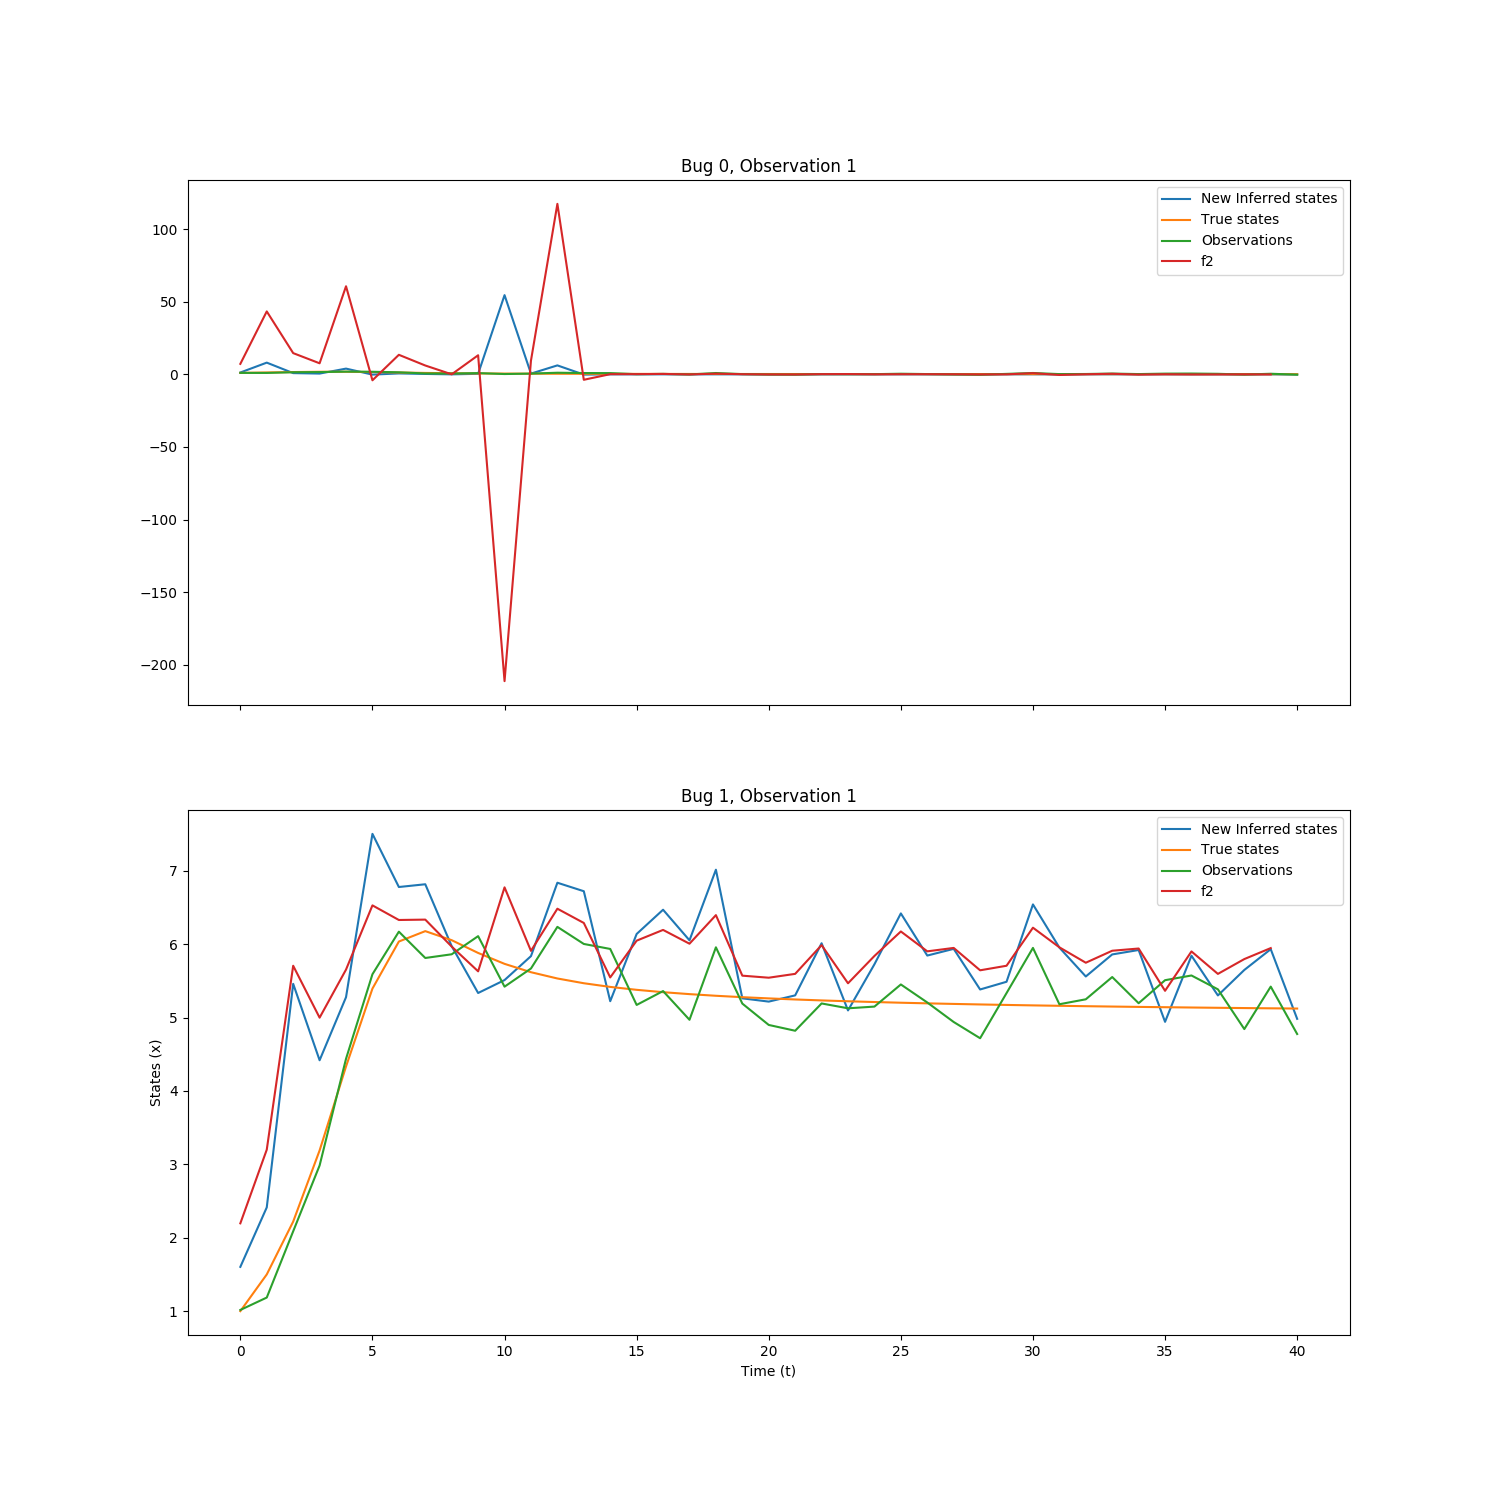 Bug 0, Observation 1
New Inferred states
True states
Observations
f2
100
50
0
−50
−100
−150
−200
Bug 1, Observation 1
New Inferred states
True states
Observations
f2
7
6
5
4
3
2
1
States (x)
0 5 10 15 20 25 30 35 40
Time (t)